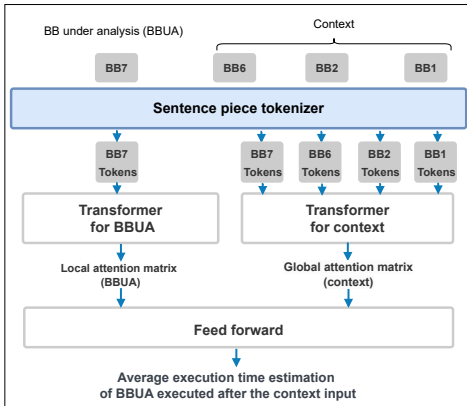 BB under analysis (BBUA)
Context
BB7
BB6
BB2
BB1
Sentence piece tokenizer
BB7
Tokens
BB7
Tokens
BB6
Tokens
BB2
Tokens
BB1
Tokens
Transformer
for BBUA
Transformer
for context
Local attention matrix
(BBUA)
Global attention matrix
(context)
Feed forward
Average execution time estimation
of BBUA executed after the context input